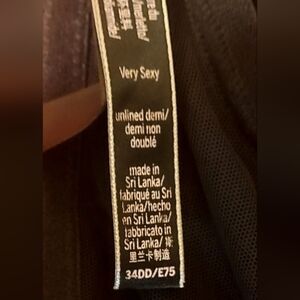 Very Sexy
unlined demi/
demi non
doublé
made in
Sri Lanka/
fabriqué au Sri
Lanka/hecho
en Sri Lanka/
fabbricato in
Sri Lanka/ 斯
里兰卡制造
34DD/E75